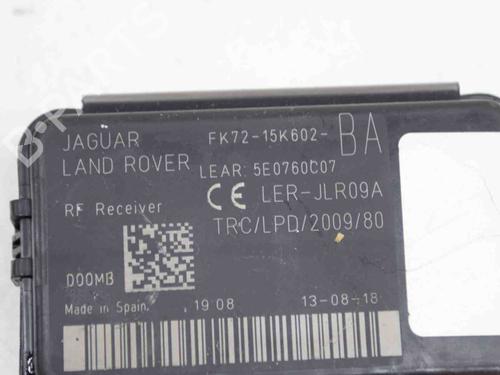 JAGUAR
LAND ROVER
FK72-15K602-BA
LEAR: 5E0760C07
CE LER-JLR09A
RF Receiver
TRC/LPD/2009/80
D00MB
Made in Spain.
19 08
13-08-18
B-PARTS